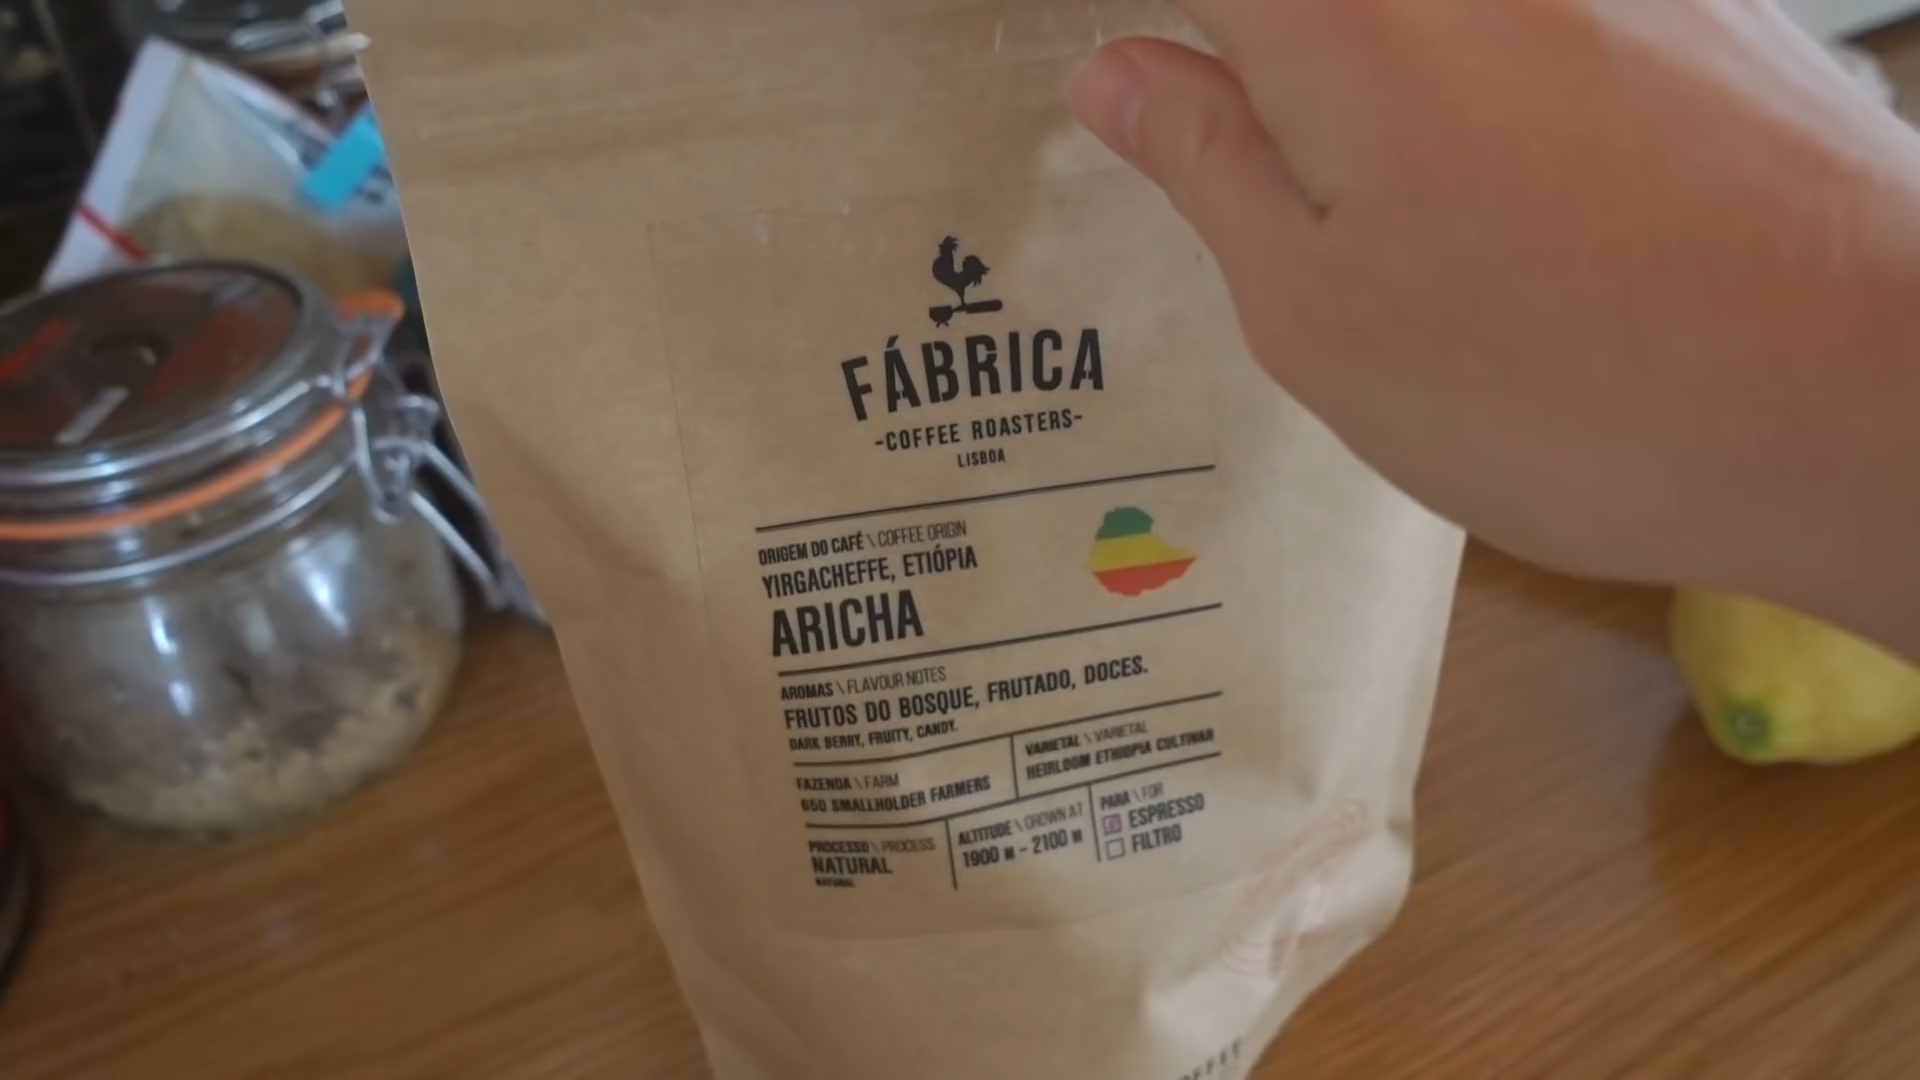 FÁBRICA
-COFFEE ROASTERS-
LISBOA
ORIGEM DO CAFÉ \ COFFEE ORIGIN
YIRGACHEFFE, ETIÓPIA
ARICHA
AROMAS \ FLAVOUR NOTES
FRUTOS DO BOSQUE, FRUTADO, DOCES.
DARK BERRY, FRUITY, CANDY.
FAZENDA \ FARM
650 SMALLHOLDER FARMERS
VARIETAL \ VARIETAL
HEIRLOOM ETHIOPIA CULTIVAR
PROCESSO \ PROCESS
NATURAL
NATURAL
ALTITUDE \ GROWN AT
1900 M - 2100 M
PARA \ FOR
ESPRESSO
FILTRO